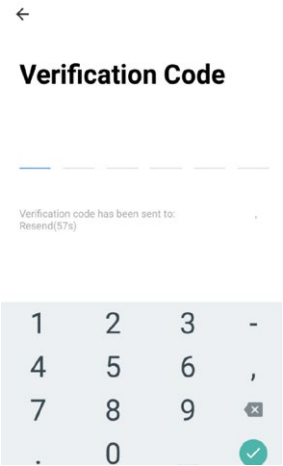 Verification Code
Verification code has been sent to: ,
Resend(57s)
1 2 3 -
4 5 6 ,
7 8 9
. 0 _